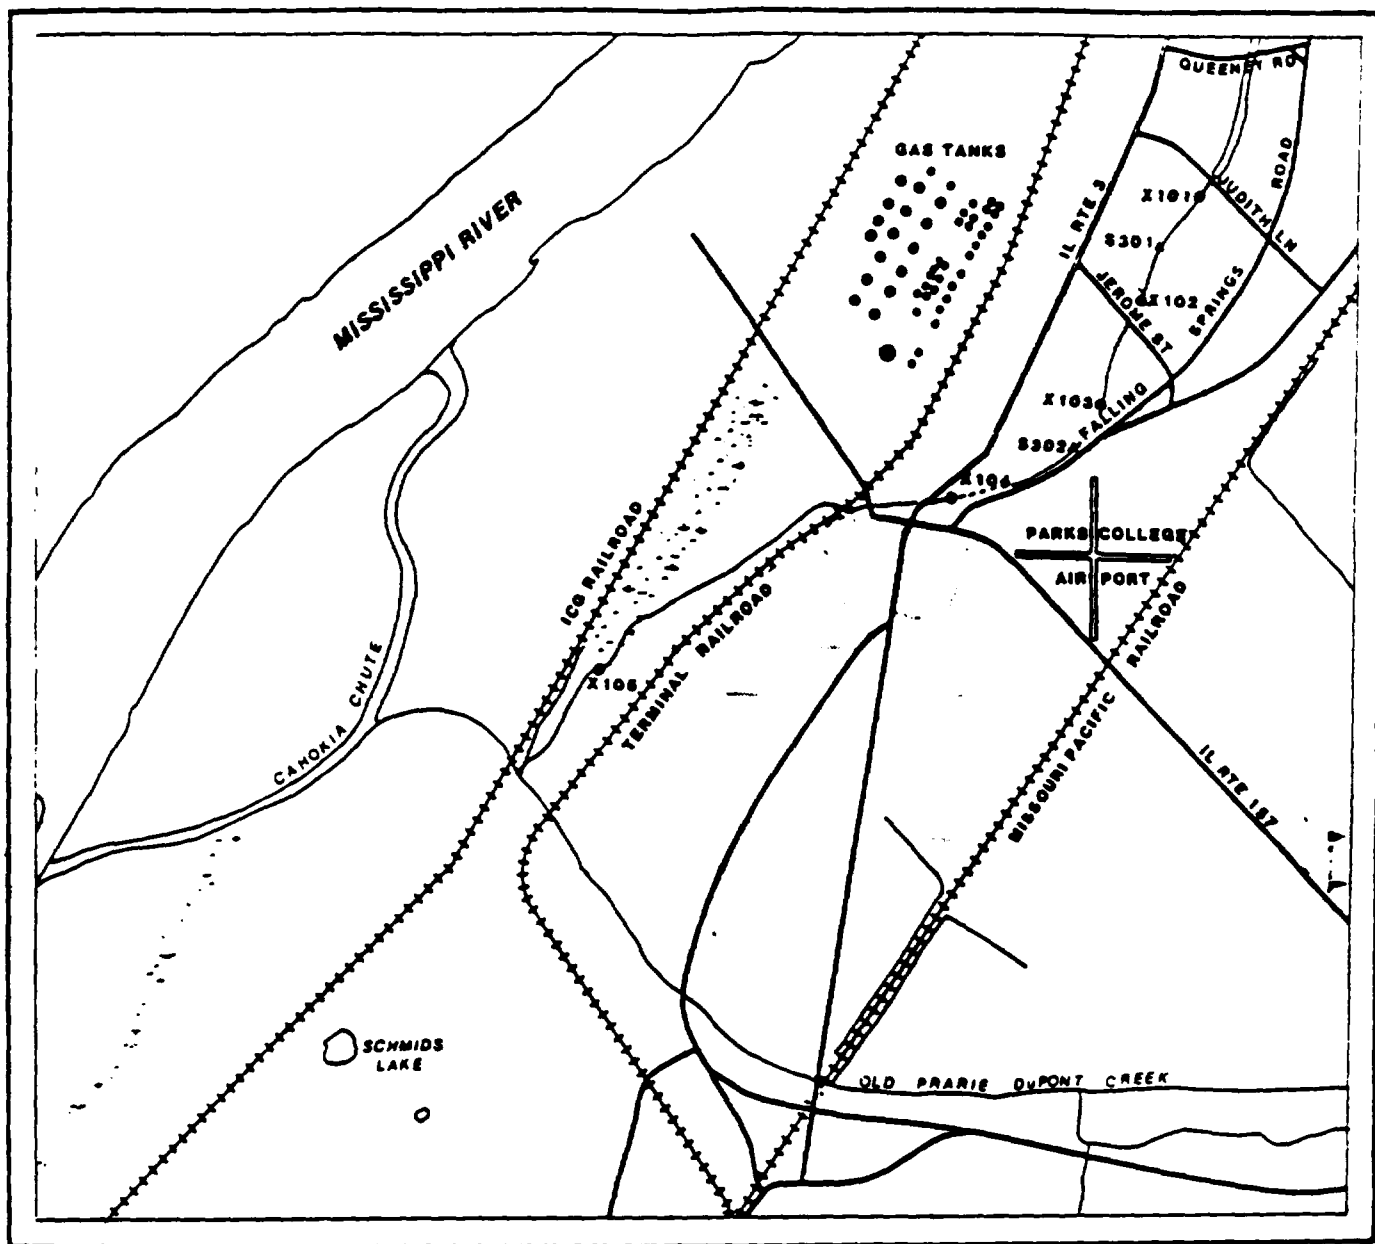 QUEENEY RD
GAS TANKS
ROAD
JUDITH LN
X101
IL RTE 3
S301
MISSISSIPPI RIVER
X102
JEROME ST
SPRINGS
X103
FALLING
S302
X104
PARKS COLLEGE
AIRPORT
ICG RAILROAD
TERMINAL RAILROAD
RAILROAD
X105
CAHOKIA CHUTE
MISSOURI PACIFIC
IL RTE 157
SCHMIDS
LAKE
OLD PRARIE DuPONT CREEK